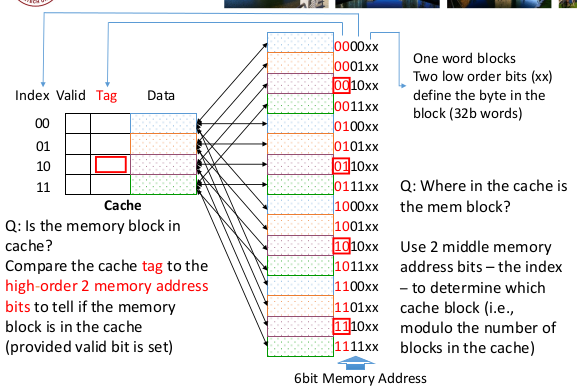 0000xx
0001xx
0010xx
0011xx
0100xx
0101xx
0110xx
0111xx
1000xx
1001xx
1010xx
1011xx
1100xx
1101xx
1110xx
1111xx
6bit Memory Address
One word blocks
Two low order bits (xx)
define the byte in the
block (32b words)
Index Valid Tag Data
00
01
10
11
Cache
Q: Is the memory block in
cache?
Compare the cache tag to the
high-order 2 memory address
bits to tell if the memory
block is in the cache
(provided valid bit is set)
Q: Where in the cache is
the mem block?
Use 2 middle memory
address bits – the index
– to determine which
cache block (i.e.,
modulo the number of
blocks in the cache)